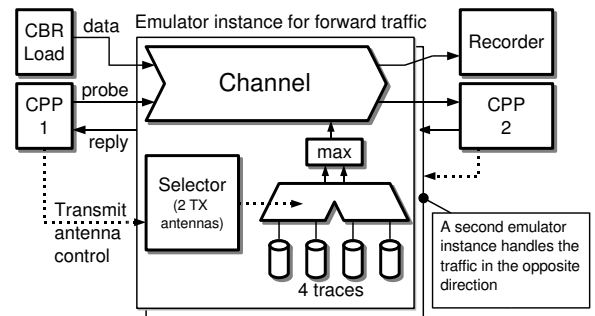 Emulator instance for forward traffic
CBR
Load
data
Channel
Recorder
CPP
1
probe
reply
CPP
2
max
Selector
(2 TX
antennas)
Transmit
antenna
control
4 traces
A second emulator
instance handles the
traffic in the opposite
direction